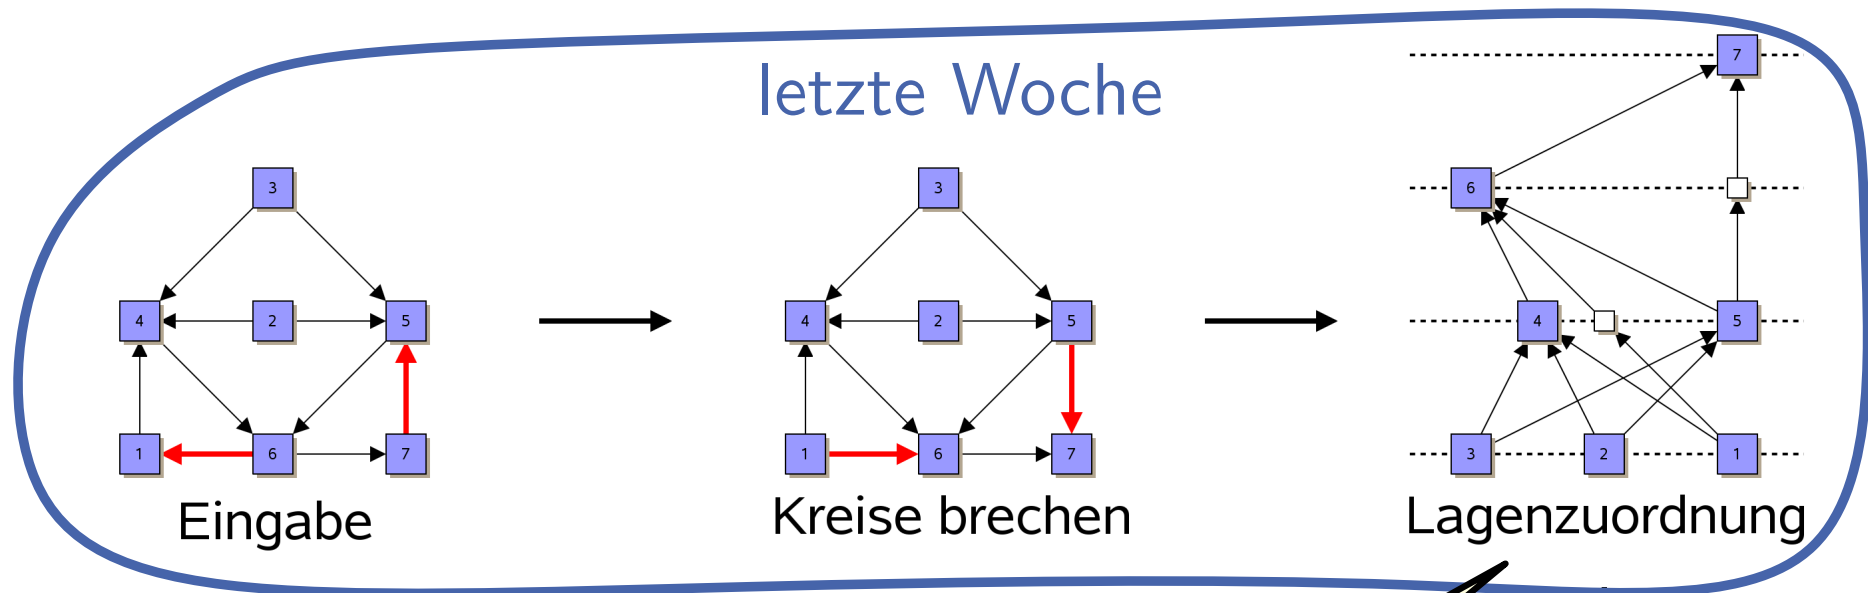 letzte Woche
3
4 2 5
1 6 7
Eingabe
3
4 2 5
1 6 7
Kreise brechen
7
6
4 5
3 2 1
Lagenzuordnung